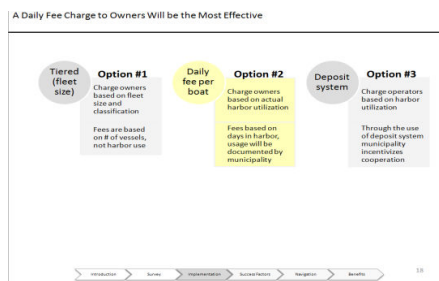 A Daily Fee Charge to Owners Will be the Most Effective
Tiered
(fleet
size)
Option #1
Charge owners
based on fleet
size and
classification
Fees are based
on # of vessels,
not harbor use
Daily
fee per
boat
Option #2
Charge owners
based on actual
harbor utilization
Fees based on
days in harbor,
usage will be
documented by
municipality
Deposit
system
Option #3
Charge operators
based on harbor
utilization
Through the use
of deposit system
municipality
incentivizes
cooperation
Introduction
Survey
Implementation
Success Factors
Navigation
Benefits
18